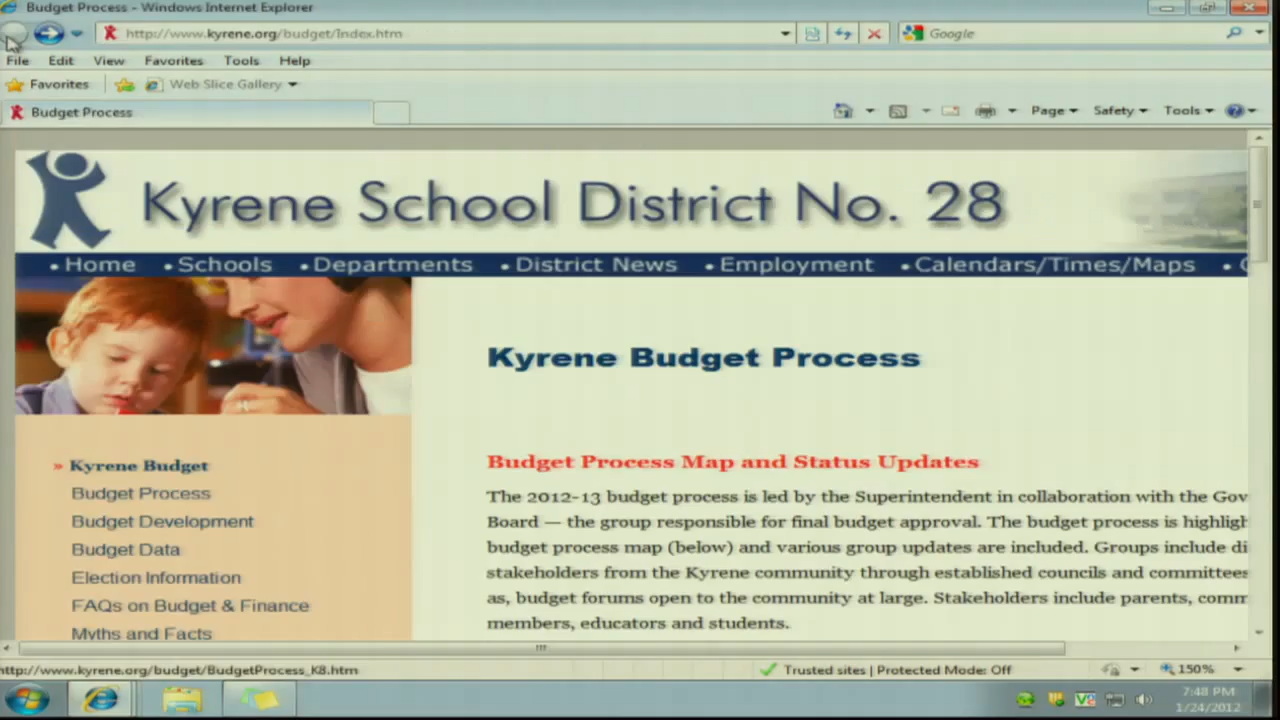 Budget Process - Windows Internet Explorer
http://www.kyrene.org/budget/Index.htm
Google
File Edit View Favorites Tools Help
Favorites Web Slice Gallery
Budget Process
Page Safety Tools
Kyrene School District No. 28
• Home • Schools • Departments • District News • Employment • Calendars/Times/Maps •
Kyrene Budget Process
» Kyrene Budget
Budget Process
Budget Development
Budget Data
Election Information
FAQs on Budget & Finance
Myths and Facts
Budget Process Map and Status Updates
The 2012-13 budget process is led by the Superintendent in collaboration with the Gov
Board — the group responsible for final budget approval. The budget process is highligh
budget process map (below) and various group updates are included. Groups include di
stakeholders from the Kyrene community through established councils and committees
as, budget forums open to the community at large. Stakeholders include parents, comm
members, educators and students.
http://www.kyrene.org/budget/BudgetProcess_K8.htm
Trusted sites | Protected Mode: Off
150%
7:48 PM
1/24/2012